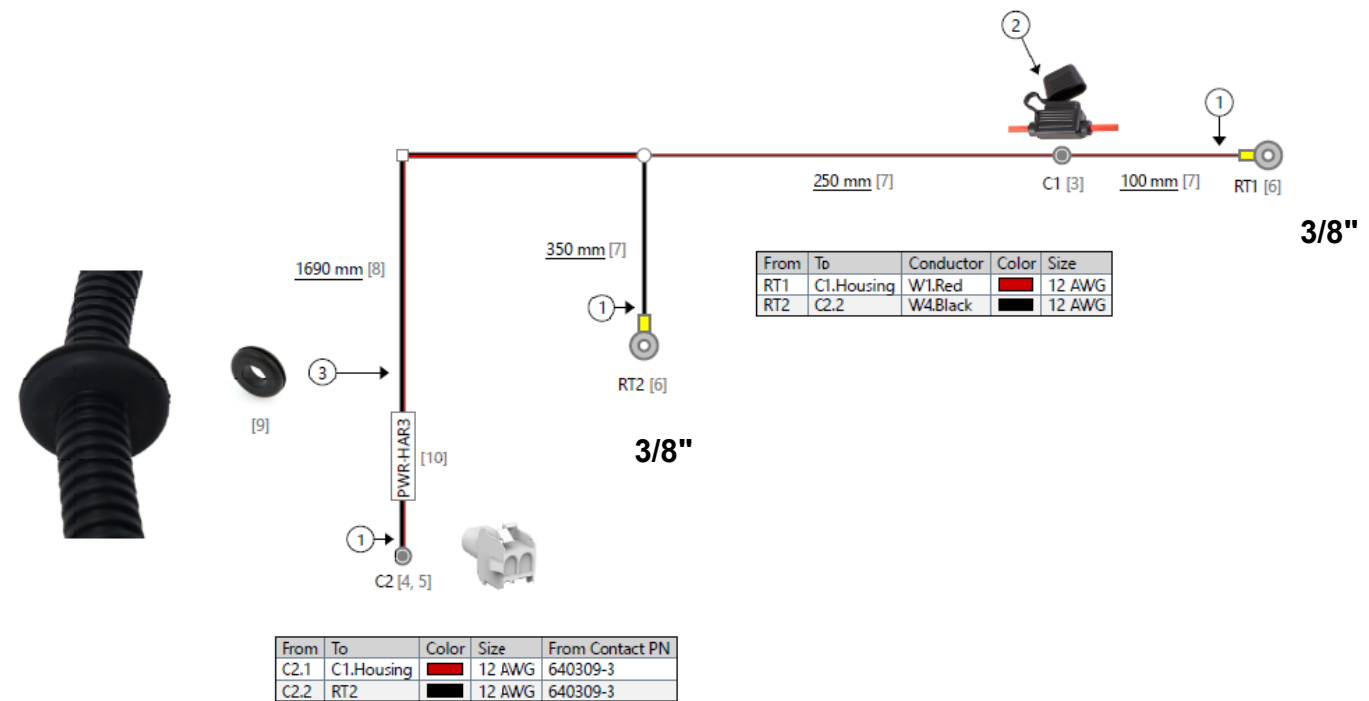 2
1
250 mm [7]
C1 [3]
100 mm [7]
RT1 [6]
3/8"
1690 mm [8]
350 mm [7]
From To Conductor Color Size
RT1 C1.Housing W1.Red 12 AWG
RT2 C2.2 W4.Black 12 AWG
1
3
[9]
RT2 [6]
3/8"
PWR-HAR3
[10]
1
C2 [4, 5]
From To Color Size From Contact PN
C2.1 C1.Housing 12 AWG 640309-3
C2.2 RT2 12 AWG 640309-3